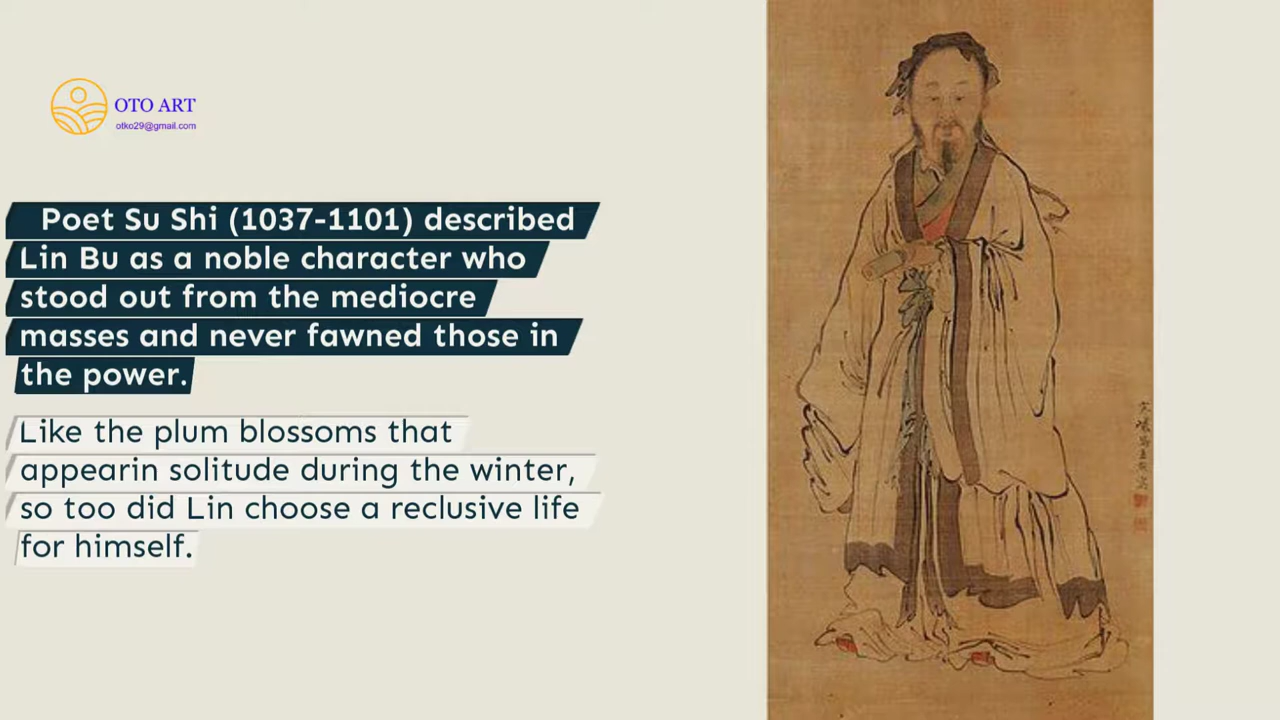 OTO ART
otko29@gmail.com
Poet Su Shi (1037-1101) described
Lin Bu as a noble character who
stood out from the mediocre
masses and never fawned those in
the power.
Like the plum blossoms that
appearin solitude during the winter,
so too did Lin choose a reclusive life
for himself.